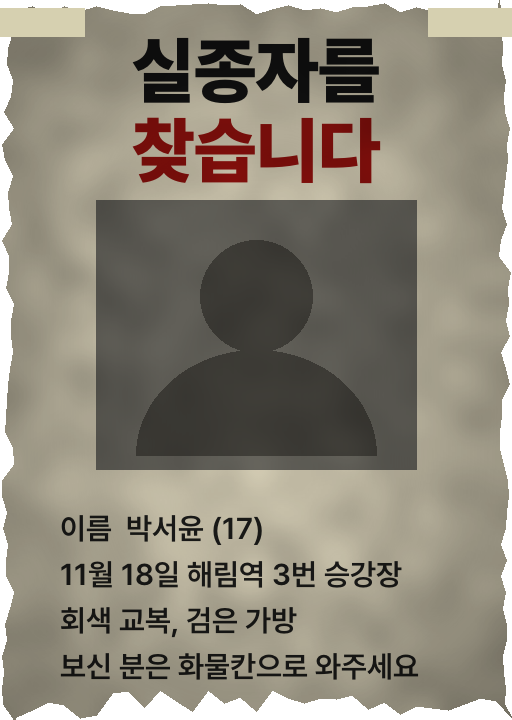 실종자를
찾습니다
이름 박서윤 (17)
11월 18일 해림역 3번 승강장
회색 교복, 검은 가방
보신 분은 화물칸으로 와주세요